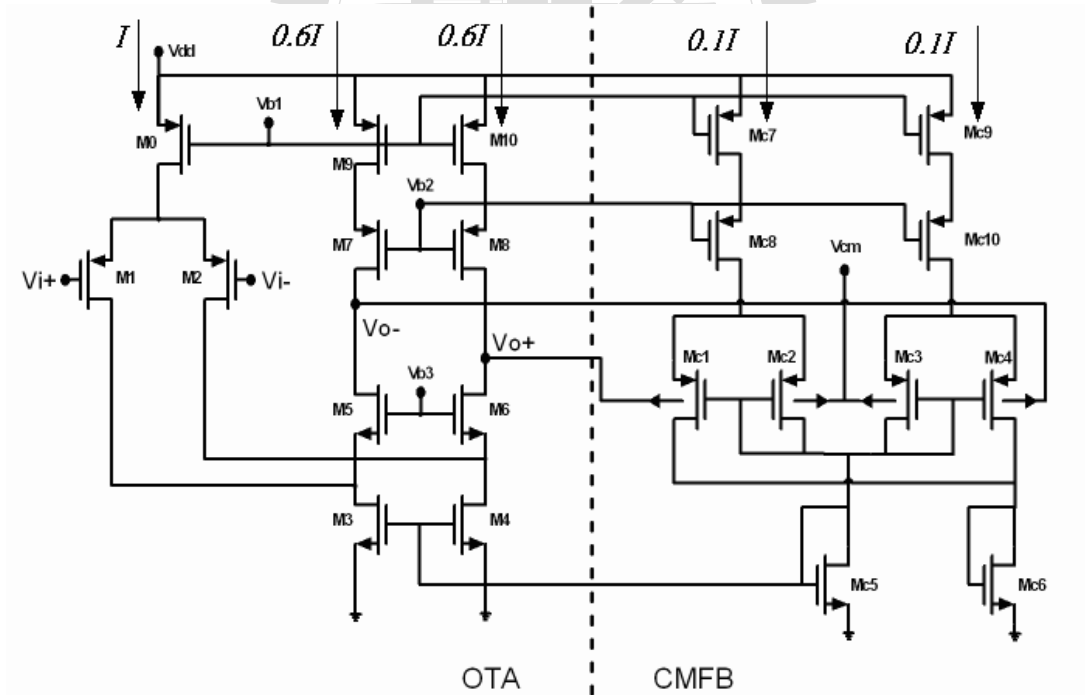 I 0.6I 0.6I 0.1I 0.1I
Vdd
Vb1
M0 M9 M10 Mc7 Mc9
Vb2
M7 M8 Mc8 Vcm Mc10
Vi+ M1 M2 Vi-
Vo- Vo+
Mc1 Mc2 Mc3 Mc4
Vb3
M5 M6
M3 M4
Mc5 Mc6
OTA CMFB